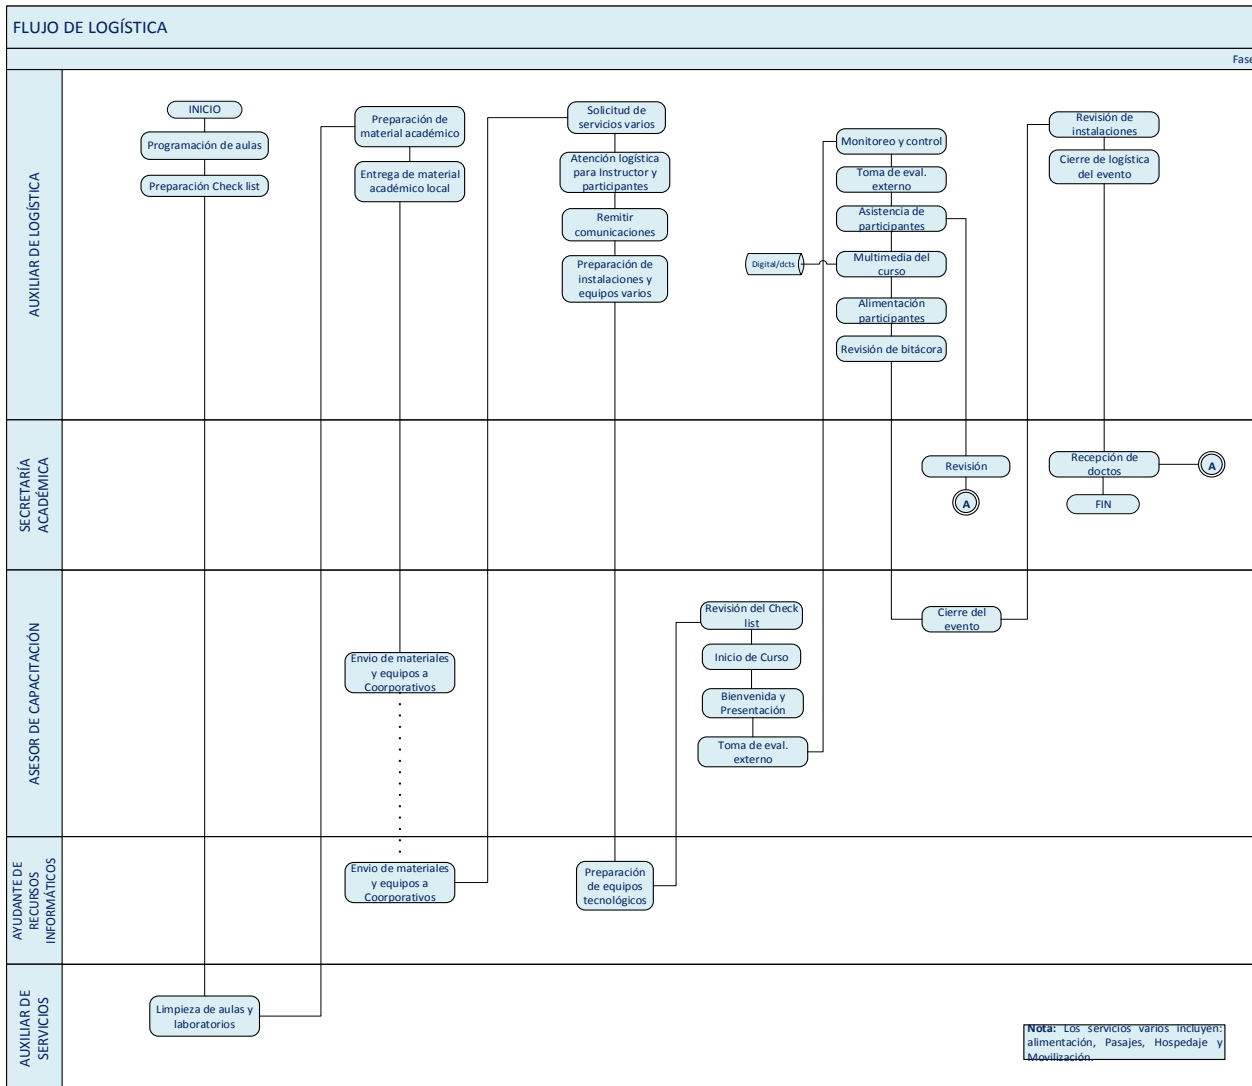 FLUJO DE LOGÍSTICA
Fase
AUXILIAR DE LOGÍSTICA
INICIO
Programación de aulas
Preparación Check list
Preparación de
material académico
Entrega de material
académico local
Solicitud de
servicios varios
Atención logística
para Instructor y
participantes
Remitir
comunicaciones
Preparación de
instalaciones y
equipos varios
Digital/dcts
Monitoreo y control
Toma de eval.
externo
Asistencia de
participantes
Multimedia del
curso
Alimentación
participantes
Revisión de bitácora
Revisión de
instalaciones
Cierre de logística
del evento
SECRETARÍA
ACADÉMICA
Revisión
A
Recepción de
doctos
A
FIN
ASESOR DE CAPACITACIÓN
Envio de materiales
y equipos a
Coorporativos
Revisión del Check
list
Inicio de Curso
Bienvenida y
Presentación
Toma de eval.
externo
Cierre del
evento
AYUDANTE DE
RECURSOS
INFORMÁTICOS
Envio de materiales
y equipos a
Coorporativos
Preparación
de equipos
tecnológicos
AUXILIAR DE
SERVICIOS
Limpieza de aulas y
laboratorios
Nota: Los servicios varios incluyen:
alimentación, Pasajes, Hospedaje y
Movilización.